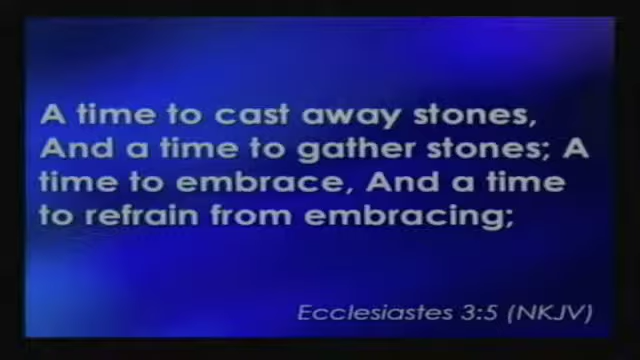 A time to cast away stones,
And a time to gather stones; A
time to embrace, And a time
to refrain from embracing;
Ecclesiastes 3:5 (NKJV)